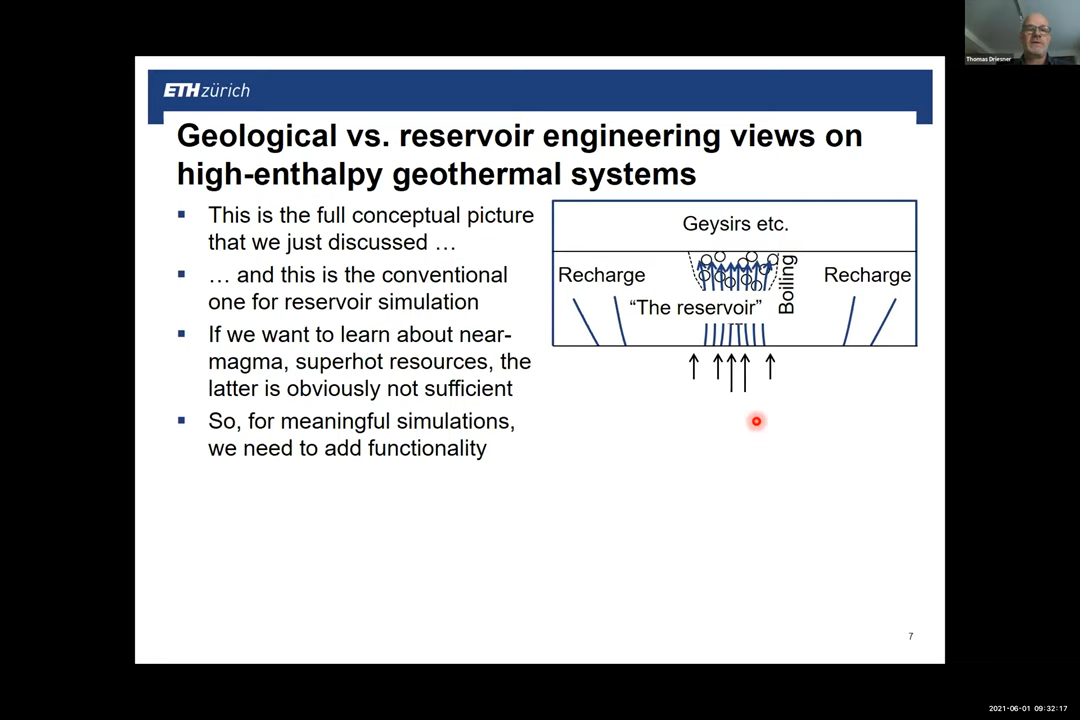 Thomas Driesner
ETH zürich
Geological vs. reservoir engineering views on
high-enthalpy geothermal systems
▪ This is the full conceptual picture
that we just discussed …
▪ … and this is the conventional
one for reservoir simulation
▪ If we want to learn about near-
magma, superhot resources, the
latter is obviously not sufficient
▪ So, for meaningful simulations,
we need to add functionality
Geysirs etc.
Recharge
Boiling
Recharge
“The reservoir”
7
2021-06-01 09:32:17